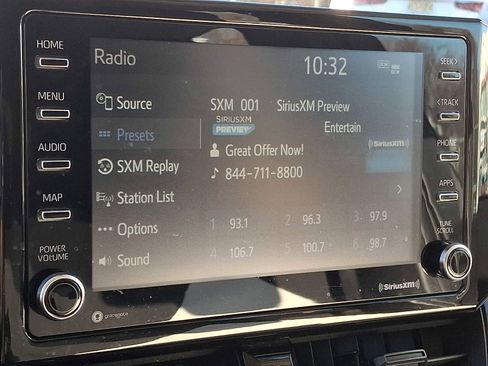 HOME
MENU
AUDIO
MAP
POWER
VOLUME
gracenote
Radio
10:32
Source
Presets
SXM Replay
Station List
Options
Sound
SXM 001 SiriusXM Preview
SIRIUSXM
PREVIEW
Entertain
Great Offer Now!
SiriusXM
844-711-8800
1 93.1 2 96.3 3 97.9
4 106.7 5 100.7 6 98.7
SEEK>
<TRACK
PHONE
APPS
TUNE
SCROLL
SiriusXM